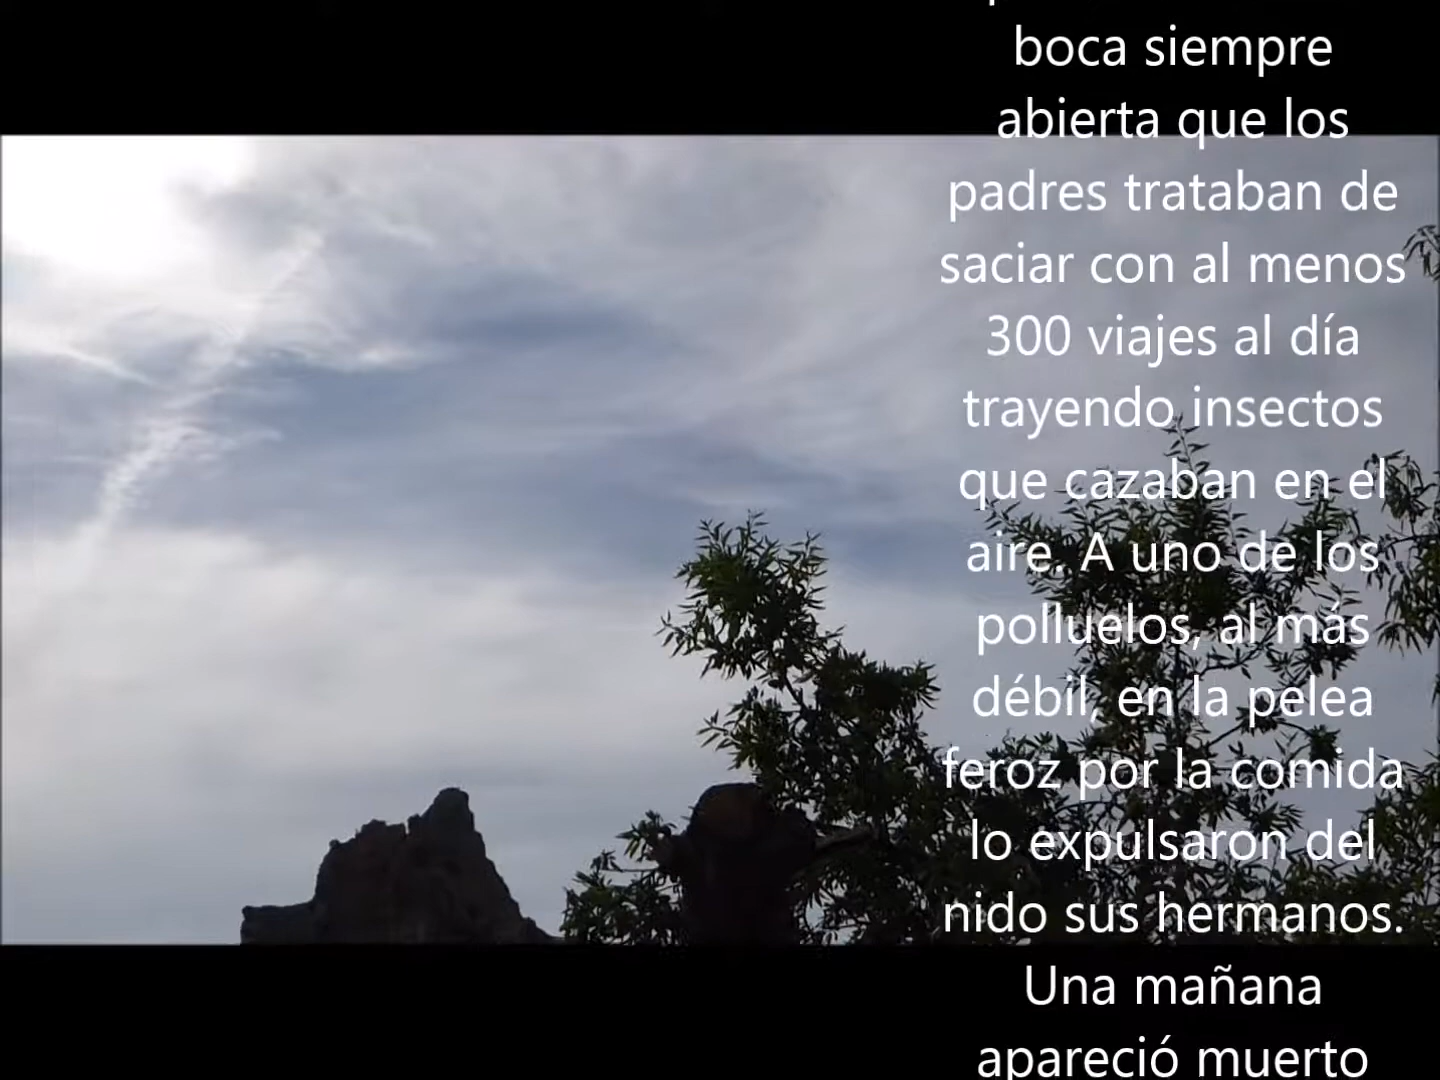 boca siempre
abierta que los
padres trataban de
saciar con al menos
300 viajes al día
trayendo insectos
que cazaban en el
aire. A uno de los
polluelos, al más
débil, en la pelea
feroz por la comida
lo expulsaron del
nido sus hermanos.
Una mañana
apareció muerto